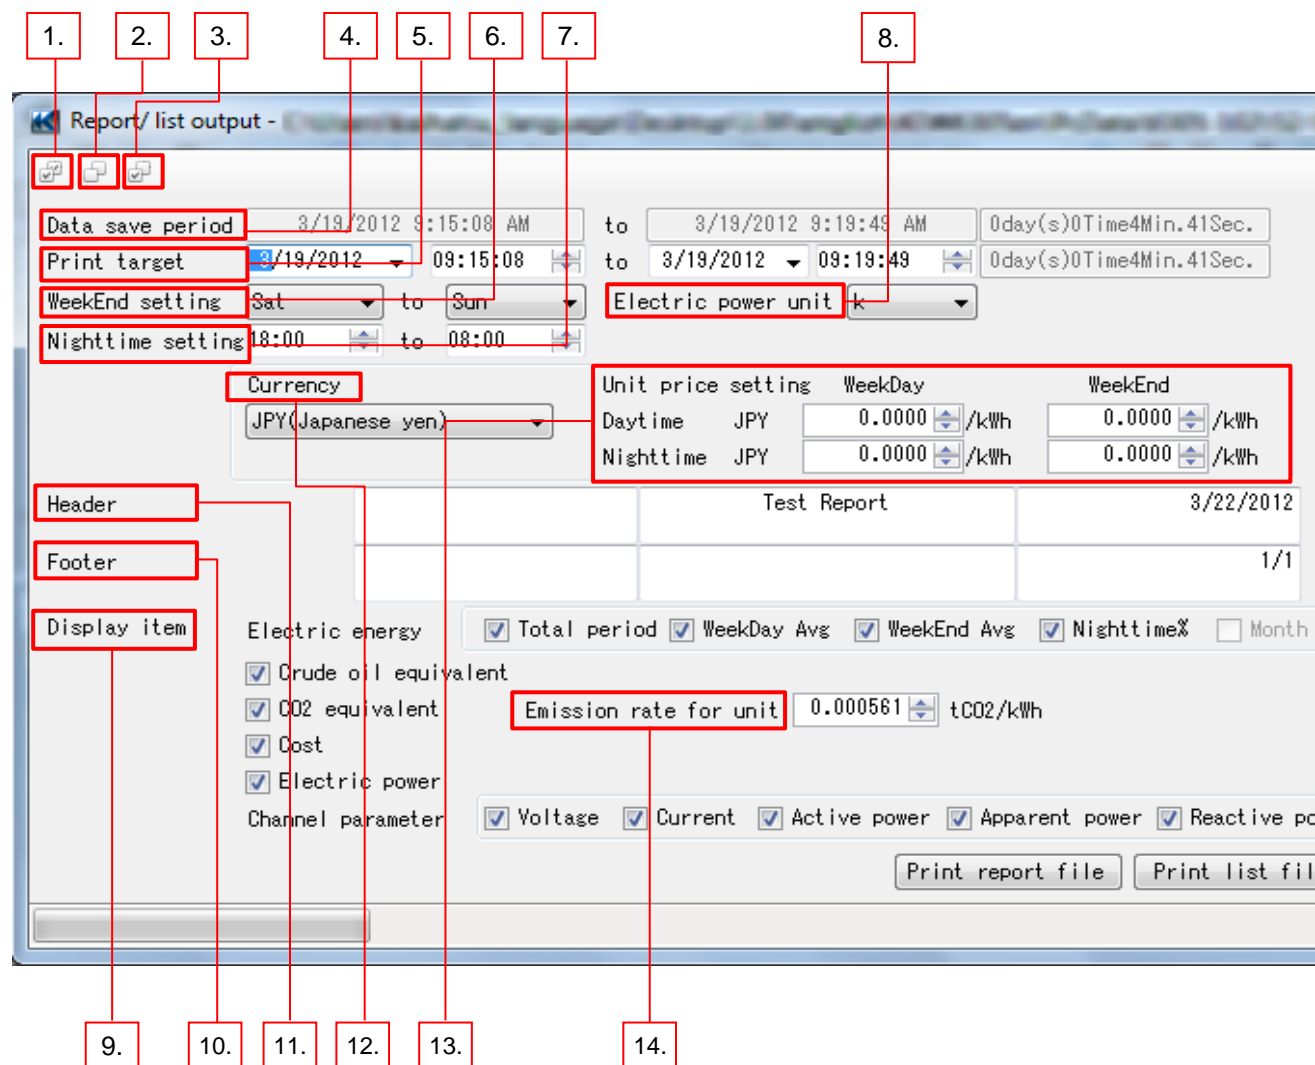 1. 2. 3. 4. 5. 6. 7. 8.
Report/ list output -
Data save period 3/19/2012 9:15:08 AM to 3/19/2012 9:19:49 AM 0day(s)0Time4Min.41Sec.
Print target 3/19/2012 09:15:08 to 3/19/2012 09:19:49 0day(s)0Time4Min.41Sec.
WeekEnd setting Sat to Sun Electric power unit k
Nighttime setting 18:00 to 08:00
Currency Unit price setting WeekDay WeekEnd
JPY(Japanese yen) Daytime JPY 0.0000 /kWh 0.0000 /kWh
Nighttime JPY 0.0000 /kWh 0.0000 /kWh
Header Test Report 3/22/2012
Footer 1/1
Display item Electric energy Total period WeekDay Avg WeekEnd Avg Nighttime% Month
Crude oil equivalent
CO2 equivalent Emission rate for unit 0.000561 tCO2/kWh
Cost
Electric power
Channel parameter Voltage Current Active power Apparent power Reactive po
Print report file Print list fil
9. 10. 11. 12. 13. 14.